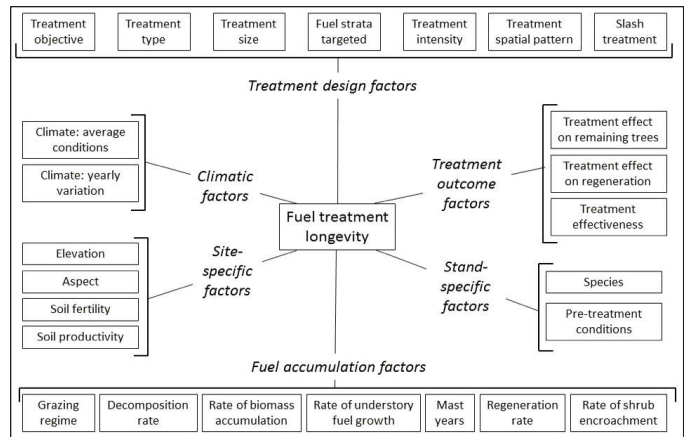 Treatment objective
Treatment type
Treatment size
Fuel strata targeted
Treatment intensity
Treatment spatial pattern
Slash treatment
Treatment design factors
Climate: average conditions
Climate: yearly variation
Climatic factors
Treatment outcome factors
Treatment effect on remaining trees
Treatment effect on regeneration
Treatment effectiveness
Fuel treatment longevity
Elevation
Aspect
Soil fertility
Soil productivity
Site-specific factors
Stand-specific factors
Species
Pre-treatment conditions
Fuel accumulation factors
Grazing regime
Decomposition rate
Rate of biomass accumulation
Rate of understory fuel growth
Mast years
Regeneration rate
Rate of shrub encroachment